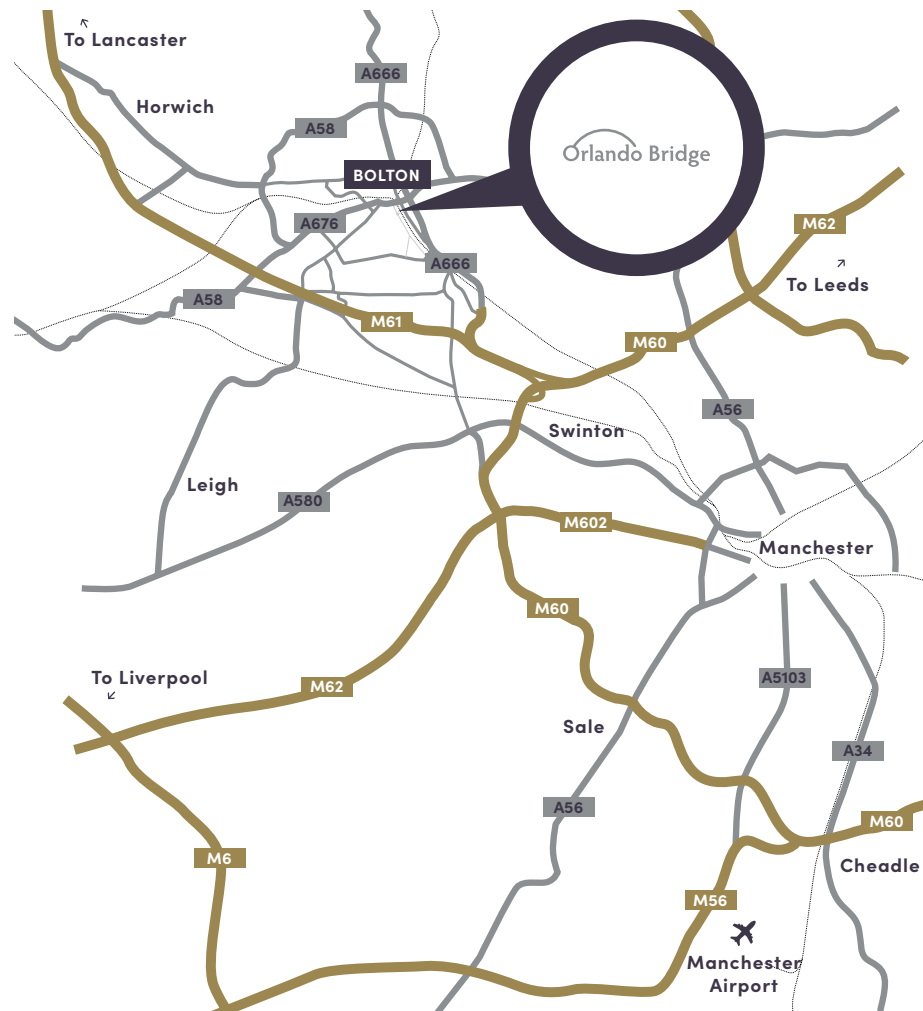 To Lancaster
A666
Horwich
A58
Orlando Bridge
BOLTON
A676
M62
A666
To Leeds
A58
M61
M60
A56
Swinton
Leigh
A580
M602
Manchester
M60
To Liverpool
A5103
M62
Sale
A34
A56
M60
M6
Cheadle
M56
Manchester
Airport